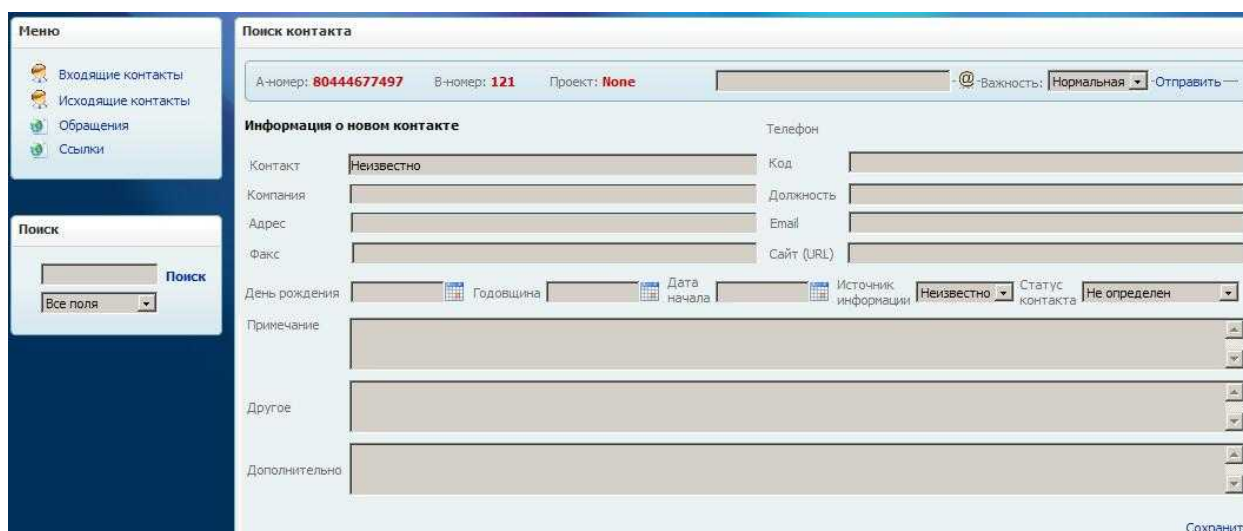 Меню
Входящие контакты
Исходящие контакты
Обращения
Ссылки
Поиск
Поиск
Все поля
Поиск контакта
А-номер: 80444677497 В-номер: 121 Проект: None @ Важность: Нормальная Отправить
Информация о новом контакте Телефон
Контакт Неизвестно Код
Компания Должность
Адрес Email
Факс Сайт (URL)
День рождения Годовщина Дата начала Источник информации Неизвестно Статус контакта Не определен
Примечание
Другое
Дополнительно
Сохранит